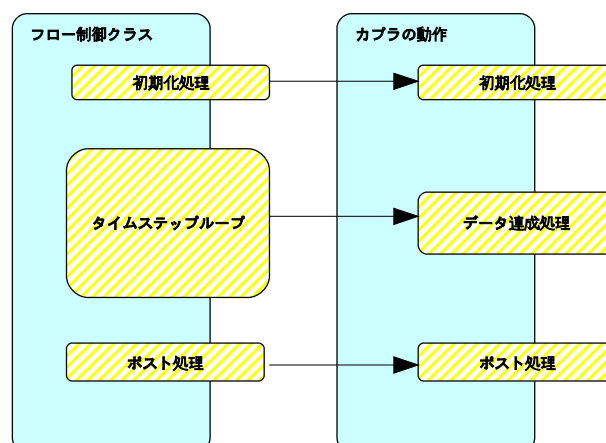 フロー制御クラス
カプラの動作
初期化処理
初期化処理
タイムステップループ
データ連成処理
ポスト処理
ポスト処理